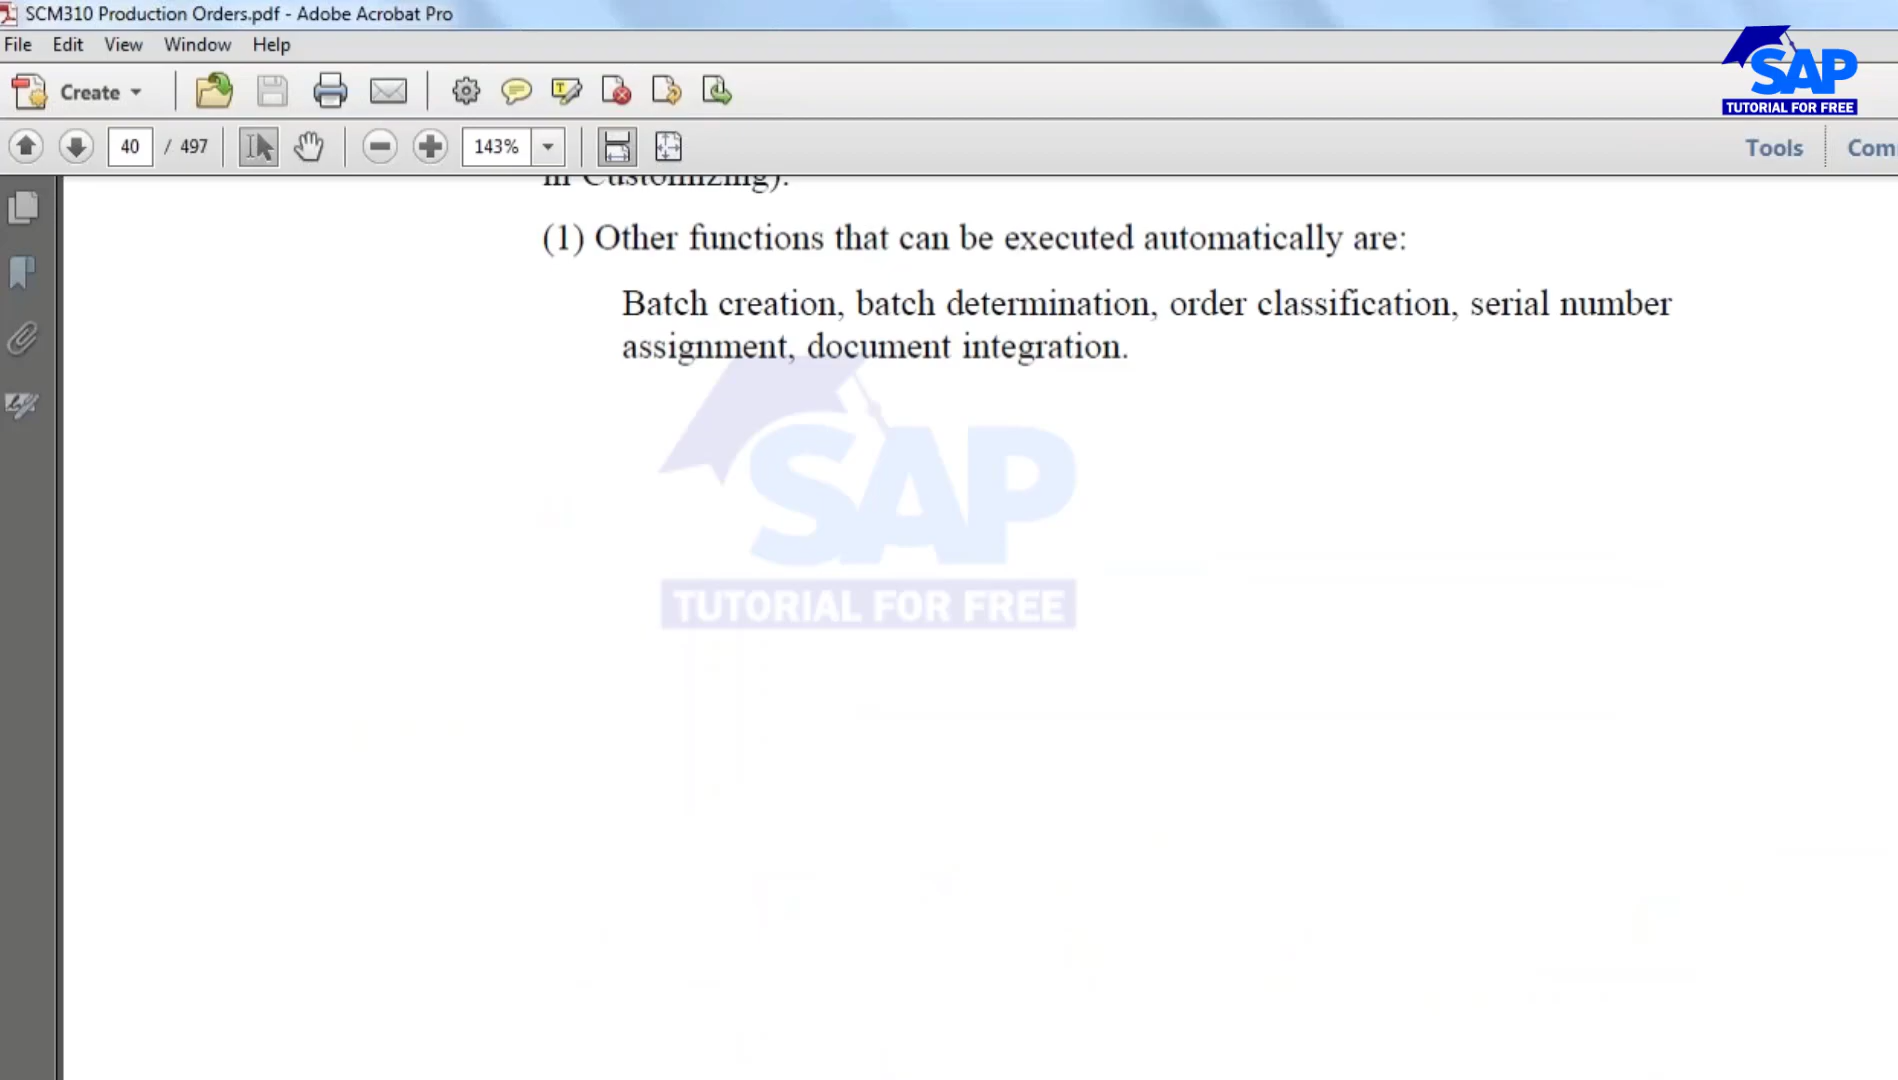 SCM310 Production Orders.pdf - Adobe Acrobat Pro
File Edit View Window Help
SAP
TUTORIAL FOR FREE
Create
40 / 497 143% Tools Com
in Customizing).
(1) Other functions that can be executed automatically are:
Batch creation, batch determination, order classification, serial number
assignment, document integration.
SAP
TUTORIAL FOR FREE